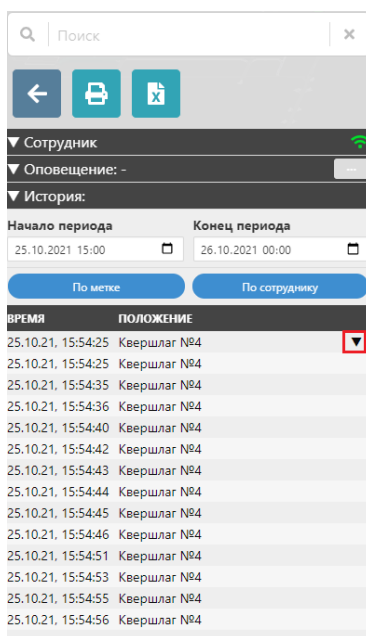 Поиск
▼ Сотрудник
▼ Оповещение: - ...
▼ История:
Начало периода Конец периода
25.10.2021 15:00 26.10.2021 00:00
По метке По сотруднику
ВРЕМЯ ПОЛОЖЕНИЕ
25.10.21, 15:54:25 Квершлаг №4 ▼
25.10.21, 15:54:25 Квершлаг №4
25.10.21, 15:54:35 Квершлаг №4
25.10.21, 15:54:36 Квершлаг №4
25.10.21, 15:54:40 Квершлаг №4
25.10.21, 15:54:42 Квершлаг №4
25.10.21, 15:54:43 Квершлаг №4
25.10.21, 15:54:44 Квершлаг №4
25.10.21, 15:54:45 Квершлаг №4
25.10.21, 15:54:46 Квершлаг №4
25.10.21, 15:54:51 Квершлаг №4
25.10.21, 15:54:53 Квершлаг №4
25.10.21, 15:54:55 Квершлаг №4
25.10.21, 15:54:56 Квершлаг №4